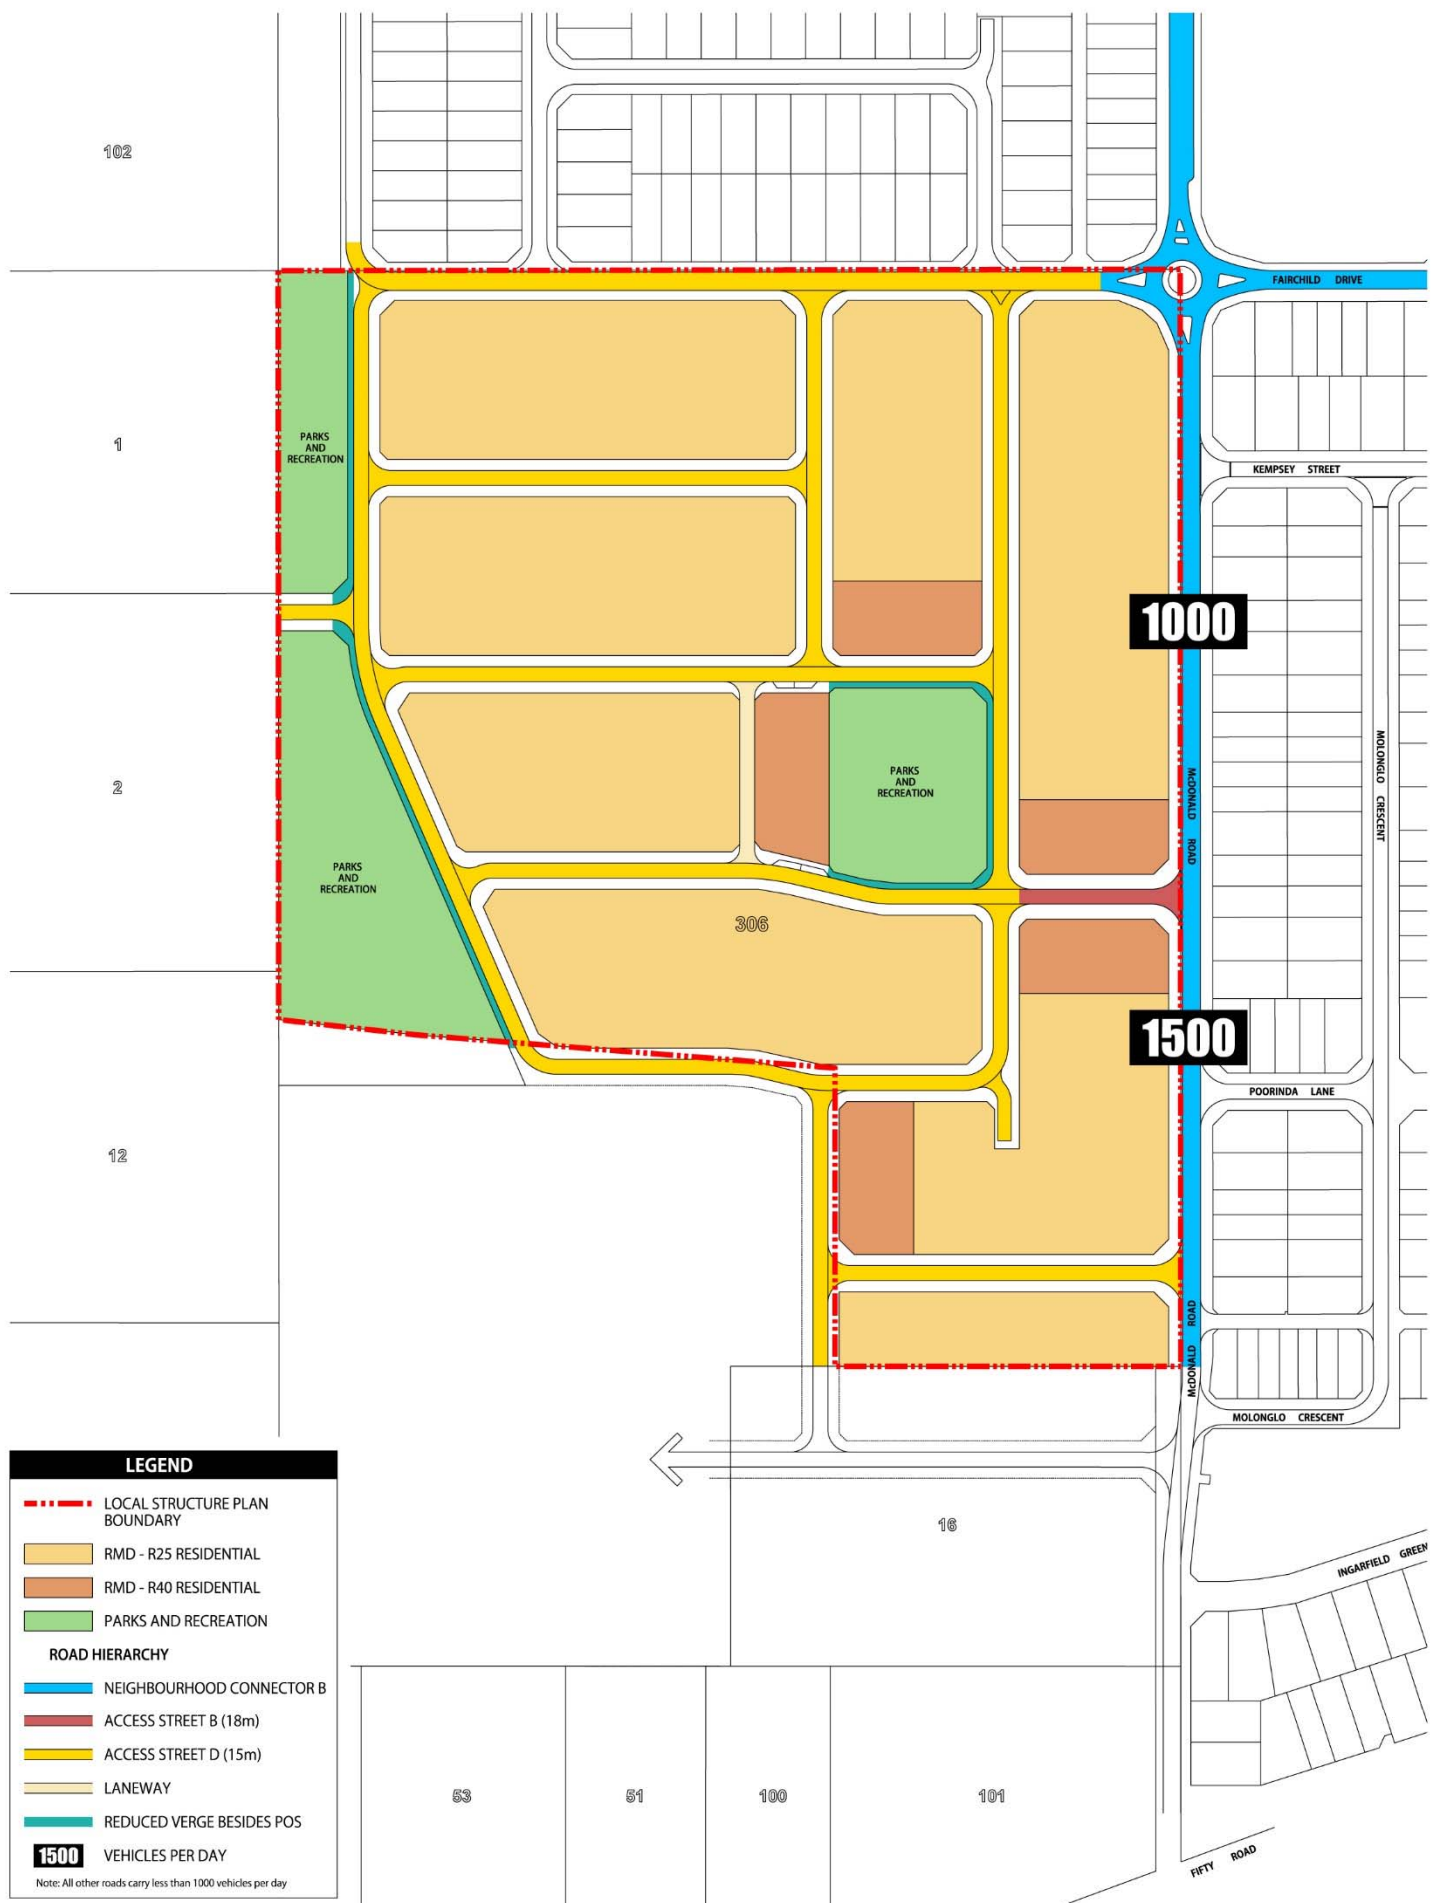 102
FAIRCHILD DRIVE
1
PARKS
AND
RECREATION
KEMPSEY STREET
1000
2
PARKS
AND
RECREATION
McDONALD ROAD
MOLONGLO CRESCENT
PARKS
AND
RECREATION
306
1500
POORINDA LANE
12
McDONALD ROAD
MOLONGLO CRESCENT
16
INGARFIELD GREEN
53
51
100
101
FIFTY ROAD
LEGEND
LOCAL STRUCTURE PLAN
BOUNDARY
RMD - R25 RESIDENTIAL
RMD - R40 RESIDENTIAL
PARKS AND RECREATION
ROAD HIERARCHY
NEIGHBOURHOOD CONNECTOR B
ACCESS STREET B (18m)
ACCESS STREET D (15m)
LANEWAY
REDUCED VERGE BESIDES POS
1500 VEHICLES PER DAY
Note: All other roads carry less than 1000 vehicles per day